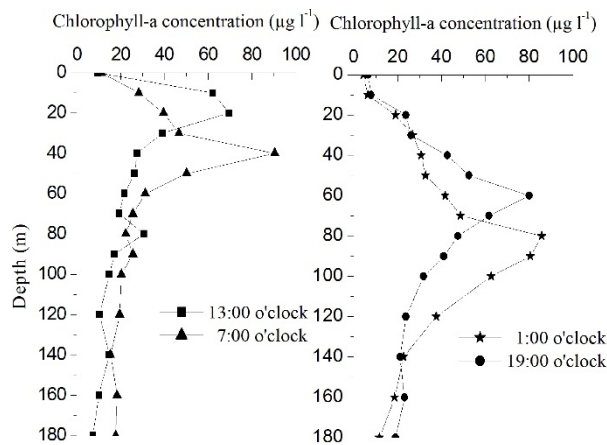 Chlorophyll-a concentration (µg l-1) Chlorophyll-a concentration (µg l-1)
0 20 40 60 80 100 0 20 40 60 80 100
0 0
20 20
40 40
60 60
80 80
100 100
120 120
140 140
160 160
180 180
Depth (m)
13:00 o'clock
7:00 o'clock
1:00 o'clock
19:00 o'clock